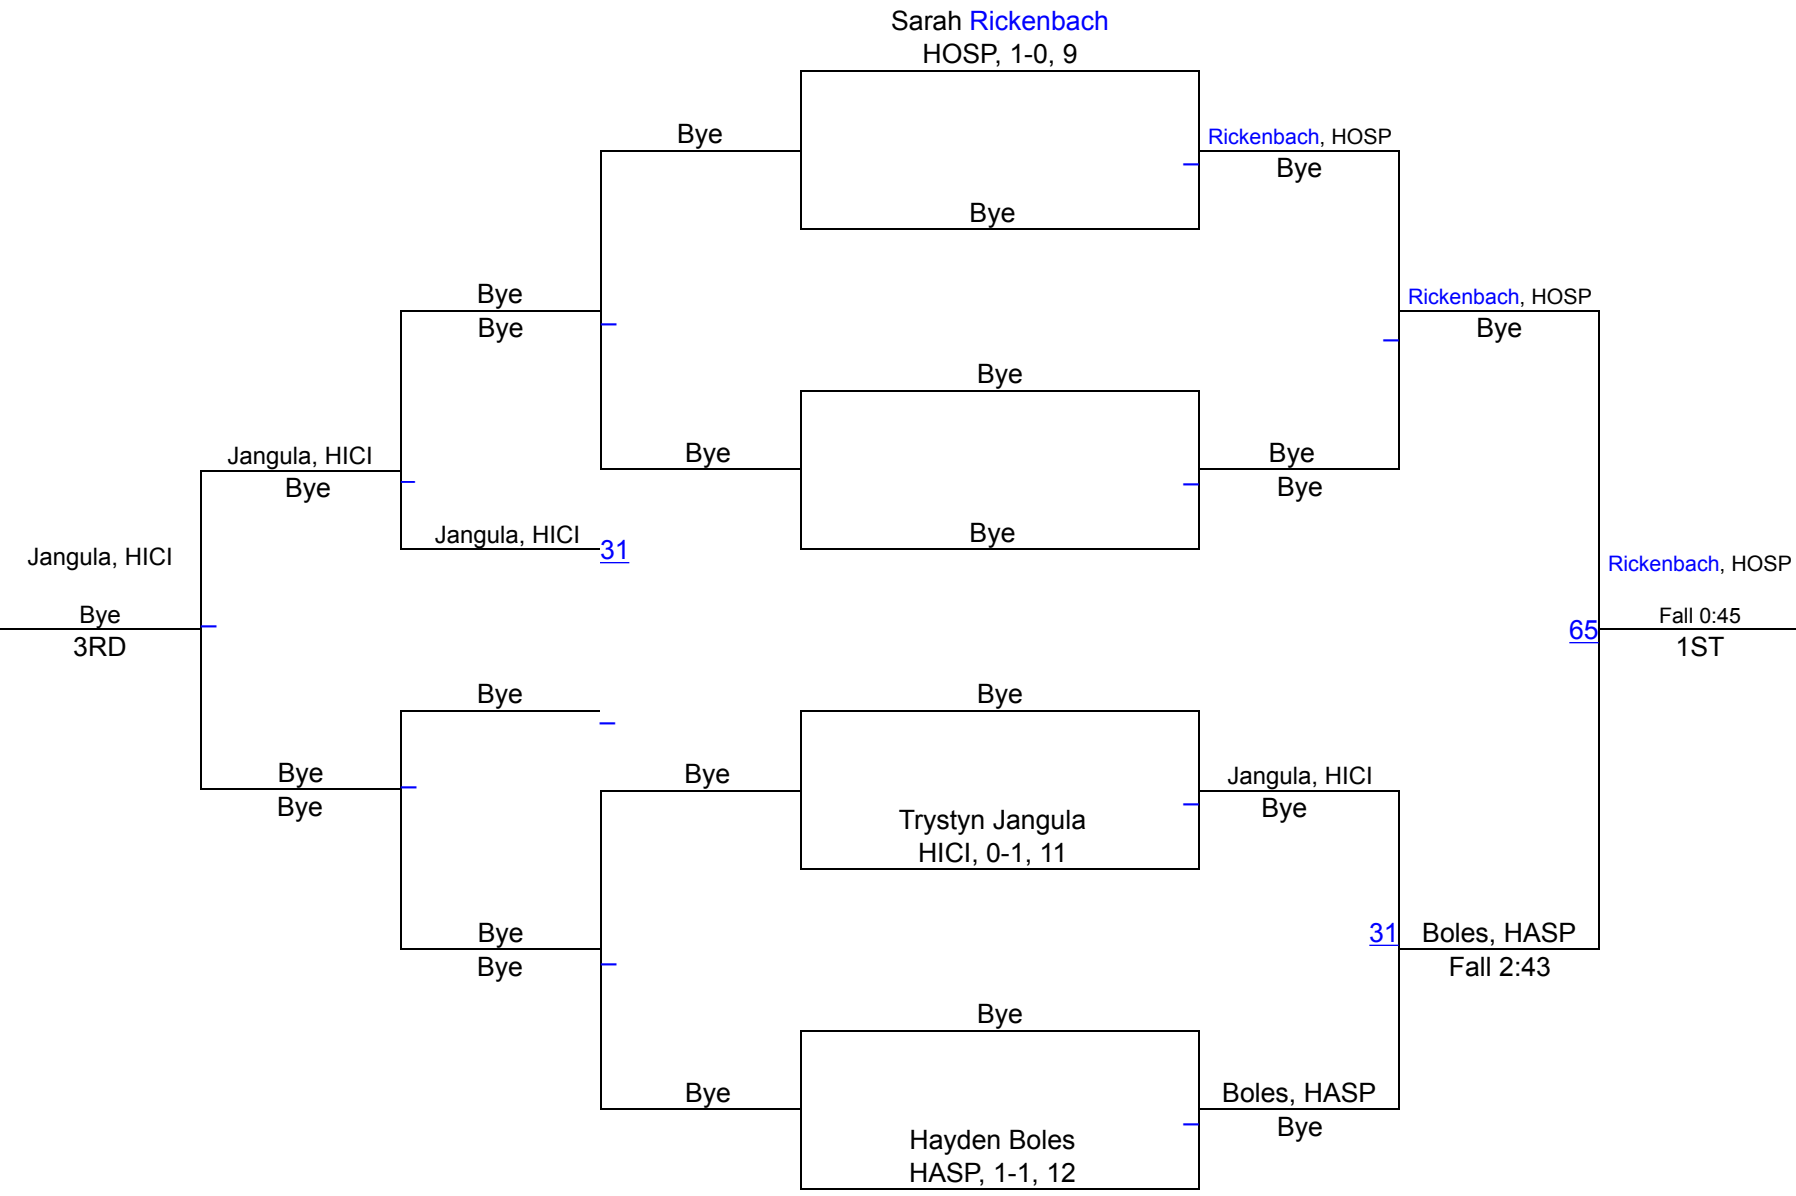 Sarah Rickenbach
HOSP, 1-0, 9
Bye
Rickenbach, HOSP
Bye
Bye
Bye
Rickenbach, HOSP
Bye
Bye
Bye
Jangula, HICI
Bye
Bye
Bye
Bye
Bye
Jangula, HICI
31
Jangula, HICI
Rickenbach, HOSP
Bye
3RD
Fall 0:45
65
1ST
Bye
Bye
Bye
Bye
Bye
Jangula, HICI
Bye
Trystyn Jangula
HICI, 0-1, 11
Bye
Bye
31
Boles, HASP
Fall 2:43
Bye
Bye
Boles, HASP
Bye
Hayden Boles
HASP, 1-1, 12